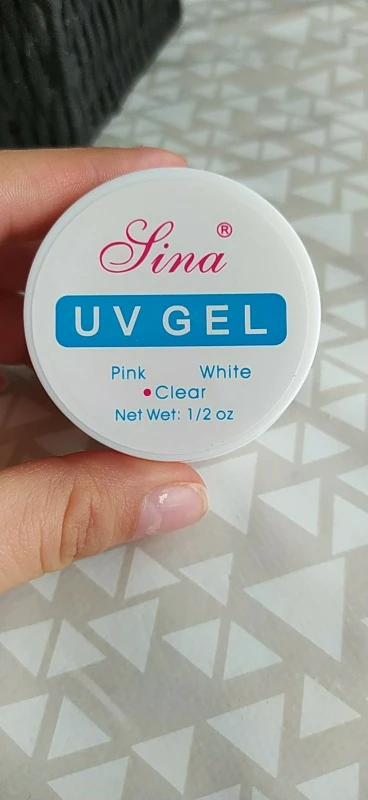 Sina®
UV GEL
Pink White
•Clear
Net Wet: 1/2 oz